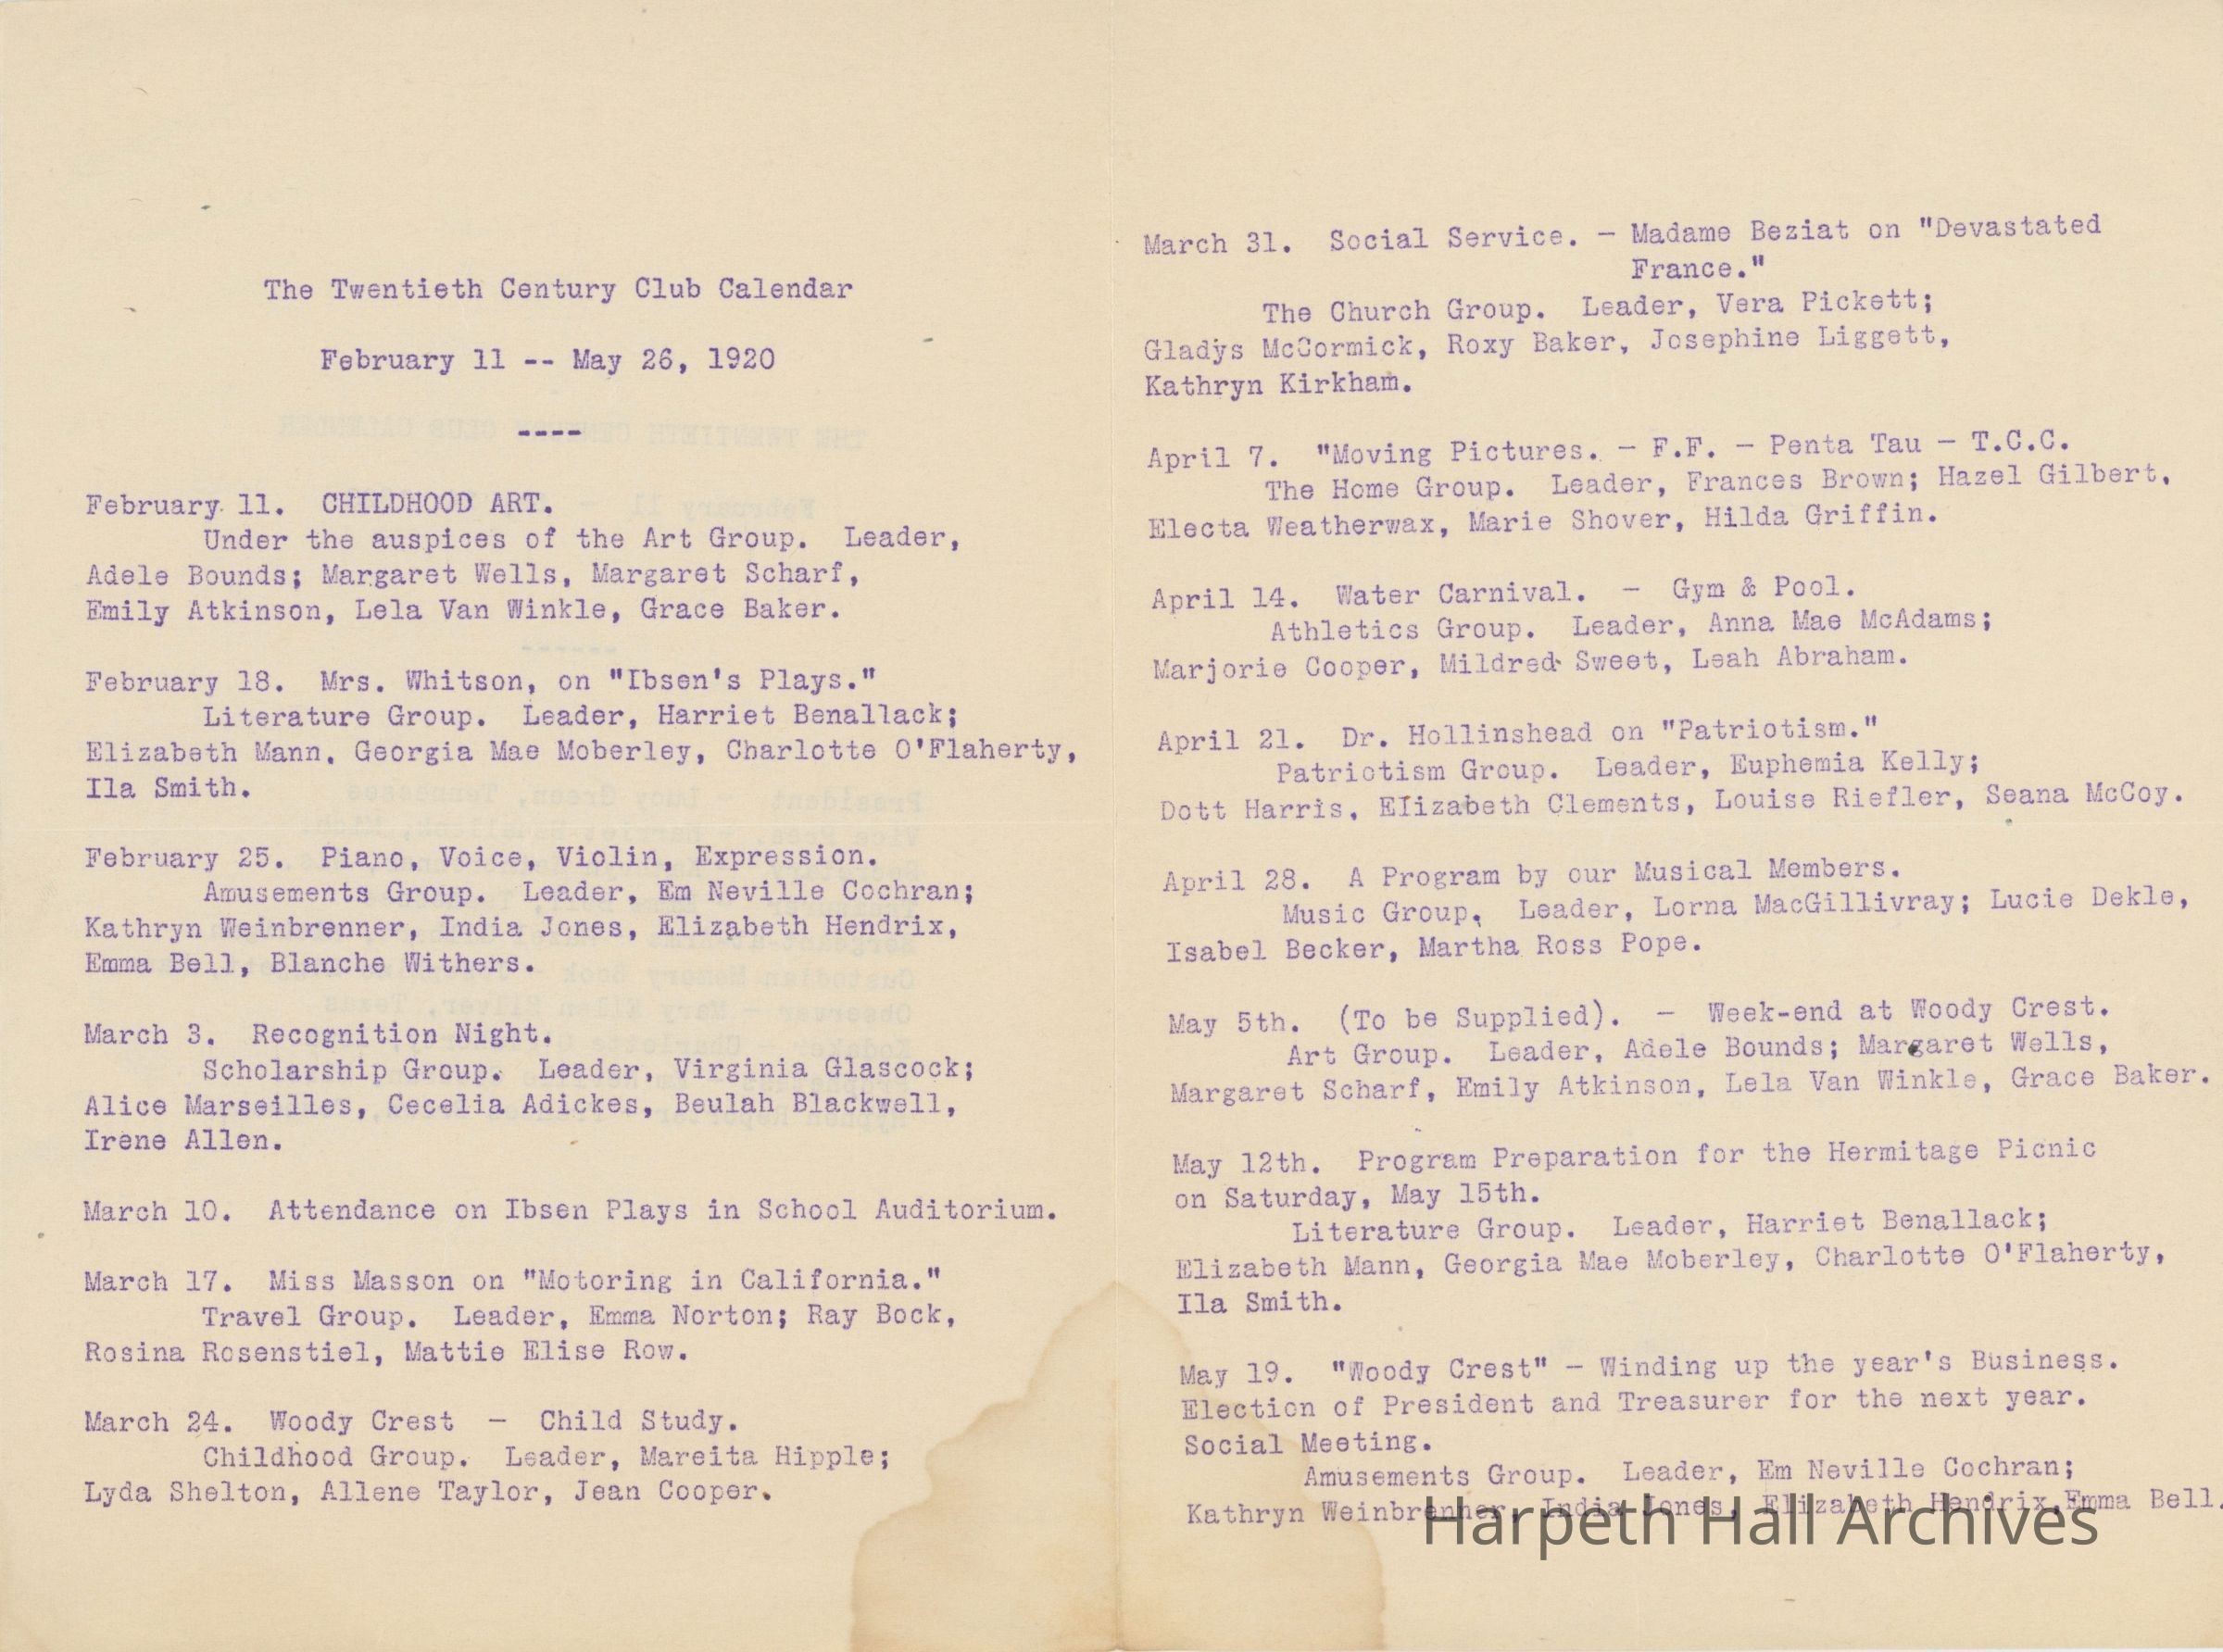 The Twentieth Century Club Calendar
February 11 -- May 26, 1920
----
February 11. CHILDHOOD ART.
Under the auspices of the Art Group. Leader,
Adele Bounds; Margaret Wells, Margaret Scharf,
Emily Atkinson, Lela Van Winkle, Grace Baker.
February 18. Mrs. Whitson, on "Ibsen's Plays."
Literature Group. Leader, Harriet Benallack;
Elizabeth Mann. Georgia Mae Moberley, Charlotte O'Flaherty,
Ila Smith.
February 25. Piano, Voice, Violin, Expression.
Amusements Group. Leader, Em Neville Cochran;
Kathryn Weinbrenner, India Jones, Elizabeth Hendrix,
Emma Bell, Blanche Withers.
March 3. Recognition Night.
Scholarship Group. Leader, Virginia Glascock;
Alice Marseilles, Cecelia Adickes, Beulah Blackwell,
Irene Allen.
March 10. Attendance on Ibsen Plays in School Auditorium.
March 17. Miss Masson on "Motoring in California."
Travel Group. Leader, Emma Norton; Ray Bock,
Rosina Rosenstiel, Mattie Elise Row.
March 24. Woody Crest - Child Study.
Childhood Group. Leader, Mareita Hipple;
Lyda Shelton, Allene Taylor, Jean Cooper.
March 31. Social Service. - Madame Beziat on "Devastated
France."
The Church Group. Leader, Vera Pickett;
Gladys McCormick, Roxy Baker, Josephine Liggett,
Kathryn Kirkham.
April 7. "Moving Pictures. - F.F. - Penta Tau - T.C.C.
The Home Group. Leader, Frances Brown; Hazel Gilbert,
Electa Weatherwax, Marie Shover, Hilda Griffin.
April 14. Water Carnival. - Gym & Pool.
Athletics Group. Leader, Anna Mae McAdams;
Marjorie Cooper, Mildred Sweet, Leah Abraham.
April 21. Dr. Hollinshead on "Patriotism."
Patriotism Group. Leader, Euphemia Kelly;
Dott Harris, Elizabeth Clements, Louise Riefler, Seana McCoy.
April 28. A Program by our Musical Members.
Music Group. Leader, Lorna MacGillivray; Lucie Dekle,
Isabel Becker, Martha Ross Pope.
May 5th. (To be Supplied). - Week-end at Woody Crest.
Art Group. Leader, Adele Bounds; Margaret Wells,
Margaret Scharf, Emily Atkinson, Lela Van Winkle, Grace Baker.
May 12th. Program Preparation for the Hermitage Picnic
on Saturday, May 15th.
Literature Group. Leader, Harriet Benallack;
Elizabeth Mann, Georgia Mae Moberley, Charlotte O'Flaherty,
Ila Smith.
May 19. "Woody Crest" - Winding up the year's Business.
Election of President and Treasurer for the next year.
Social Meeting.
Amusements Group. Leader, Em Neville Cochran;
Kathryn Weinbrenner, India Jones, Elizabeth Hendrix,Emma Bell.
Harpeth Hall Archives